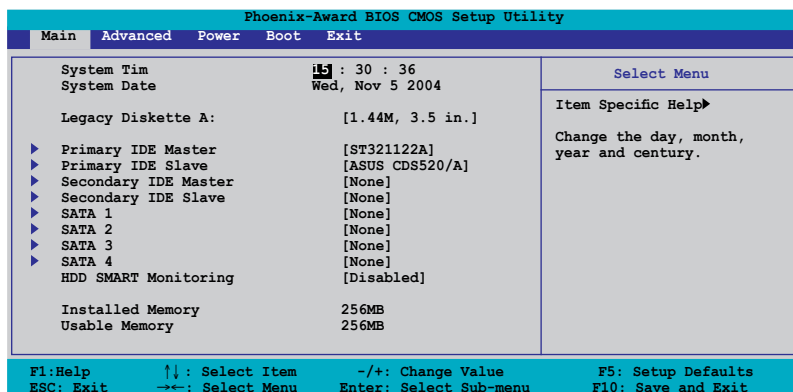 Phoenix-Award BIOS CMOS Setup Utility
Main Advanced Power Boot Exit
System Tim 15 : 30 : 36
System Date Wed, Nov 5 2004
Legacy Diskette A: [1.44M, 3.5 in.]
Primary IDE Master [ST321122A]
Primary IDE Slave [ASUS CDS520/A]
Secondary IDE Master [None]
Secondary IDE Slave [None]
SATA 1 [None]
SATA 2 [None]
SATA 3 [None]
SATA 4 [None]
HDD SMART Monitoring [Disabled]
Installed Memory 256MB
Usable Memory 256MB
Select Menu
Item Specific Help
Change the day, month,
year and century.
F1:Help ↑↓: Select Item -/+: Change Value F5: Setup Defaults
ESC: Exit →←: Select Menu Enter: Select Sub-menu F10: Save and Exit